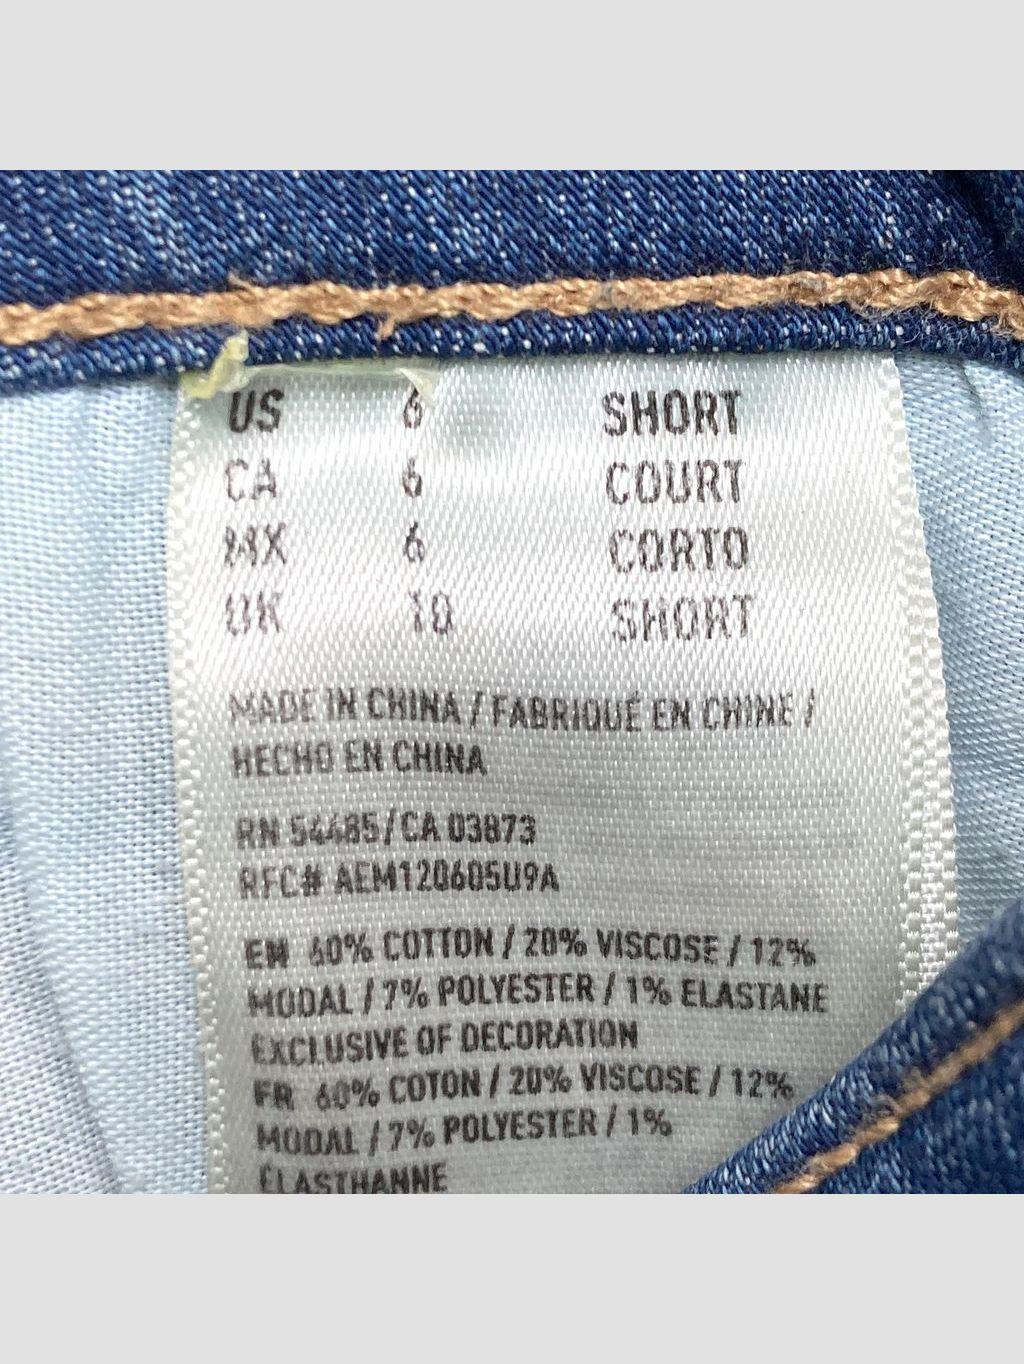 US 6 SHORT
CA 6 COURT
MX 6 CORTO
UK 10 SHORT
MADE IN CHINA / FABRIQUÉ EN CHINE /
HECHO EN CHINA
RN 54485/CA 03873
RFC# AEM120605U9A
EN 60% COTTON / 20% VISCOSE / 12%
MODAL / 7% POLYESTER / 1% ELASTANE
EXCLUSIVE OF DECORATION
FR 60% COTON / 20% VISCOSE / 12%
MODAL / 7% POLYESTER / 1%
ÉLASTHANNE